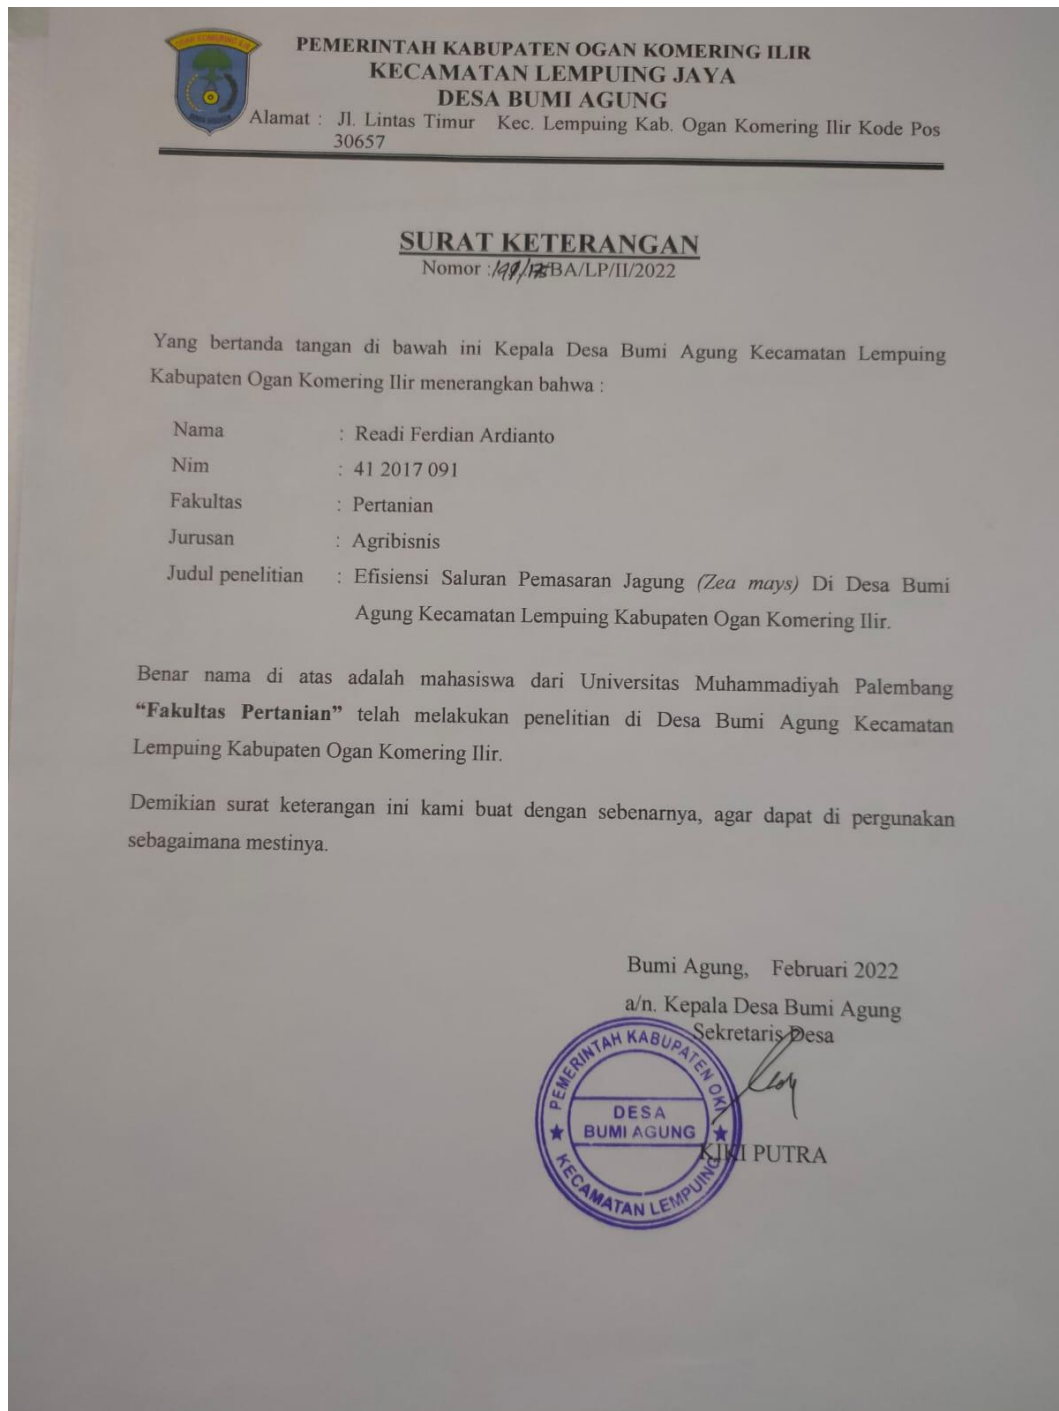 PEMERINTAH KABUPATEN OGAN KOMERING ILIR
KECAMATAN LEMPUING JAYA
DESA BUMI AGUNG
Alamat : Jl. Lintas Timur Kec. Lempuing Kab. Ogan Komering Ilir Kode Pos
30657
SURAT KETERANGAN
Nomor : BA/LP/II/2022
Yang bertanda tangan di bawah ini Kepala Desa Bumi Agung Kecamatan Lempuing
Kabupaten Ogan Komering Ilir menerangkan bahwa :
Nama : Readi Ferdian Ardianto
Nim : 41 2017 091
Fakultas : Pertanian
Jurusan : Agribisnis
Judul penelitian : Efisiensi Saluran Pemasaran Jagung (Zea mays) Di Desa Bumi
Agung Kecamatan Lempuing Kabupaten Ogan Komering Ilir.
Benar nama di atas adalah mahasiswa dari Universitas Muhammadiyah Palembang
“Fakultas Pertanian” telah melakukan penelitian di Desa Bumi Agung Kecamatan
Lempuing Kabupaten Ogan Komering Ilir.
Demikian surat keterangan ini kami buat dengan sebenarnya, agar dapat di pergunakan
sebagaimana mestinya.
Bumi Agung, Februari 2022
a/n. Kepala Desa Bumi Agung
Sekretaris Desa
PEMERINTAH KABUPATEN OKI
DESA
BUMI AGUNG
KECAMATAN LEMPUING
KIKI PUTRA